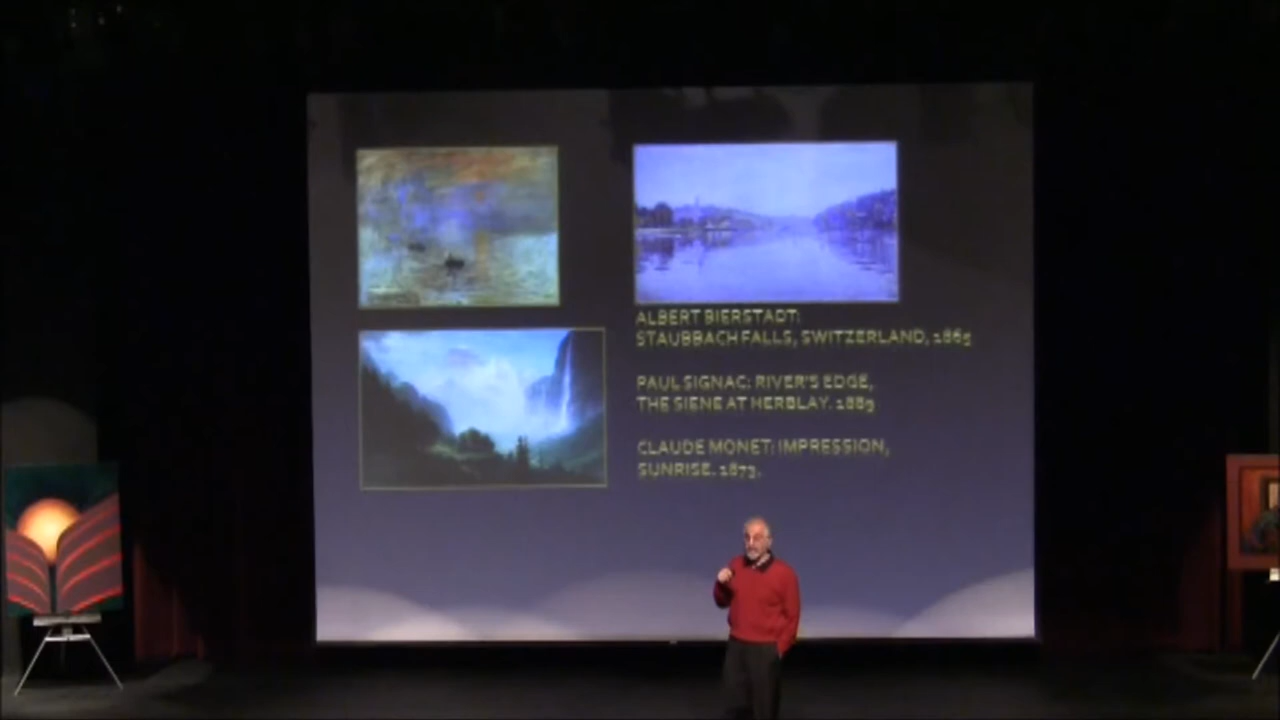 ALBERT BIERSTADT:
STAUBBACH FALLS, SWITZERLAND, 1865
PAUL SIGNAC: RIVER'S EDGE,
THE SIENE AT HERBLAY. 1889
CLAUDE MONET: IMPRESSION,
SUNRISE. 1873.